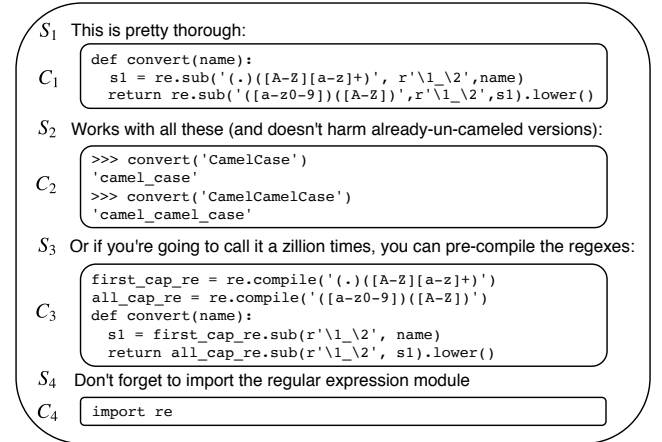 S1 This is pretty thorough:
C1
def convert(name):
  s1 = re.sub('(.)([A-Z][a-z]+)', r'\1_\2',name)
  return re.sub('([a-z0-9])([A-Z])',r'\1_\2',s1).lower()
S2 Works with all these (and doesn't harm already-un-cameled versions):
C2
>>> convert('CamelCase')
'camel_case'
>>> convert('CamelCamelCase')
'camel_camel_case'
S3 Or if you're going to call it a zillion times, you can pre-compile the regexes:
C3
first_cap_re = re.compile('(.)([A-Z][a-z]+)')
all_cap_re = re.compile('([a-z0-9])([A-Z])')
def convert(name):
  s1 = first_cap_re.sub(r'\1_\2', name)
  return all_cap_re.sub(r'\1_\2', s1).lower()
S4 Don't forget to import the regular expression module
C4 import re